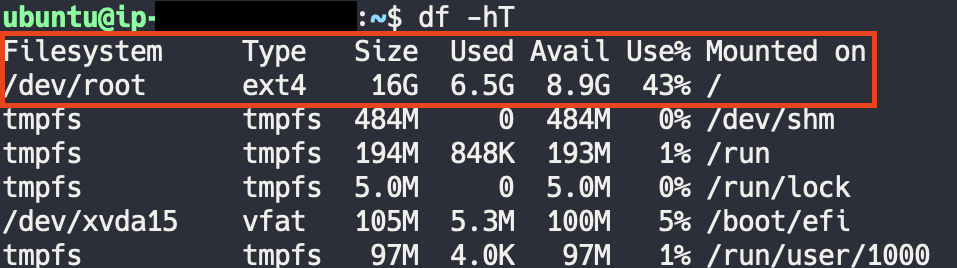 ubuntu@ip-:~$ df -hT
Filesystem     Type   Size  Used Avail Use% Mounted on
/dev/root      ext4    16G  6.5G  8.9G  43% /
tmpfs          tmpfs  484M     0  484M   0% /dev/shm
tmpfs          tmpfs  194M  848K  193M   1% /run
tmpfs          tmpfs  5.0M     0  5.0M   0% /run/lock
/dev/xvda15    vfat   105M  5.3M  100M   5% /boot/efi
tmpfs          tmpfs   97M  4.0K   97M   1% /run/user/1000